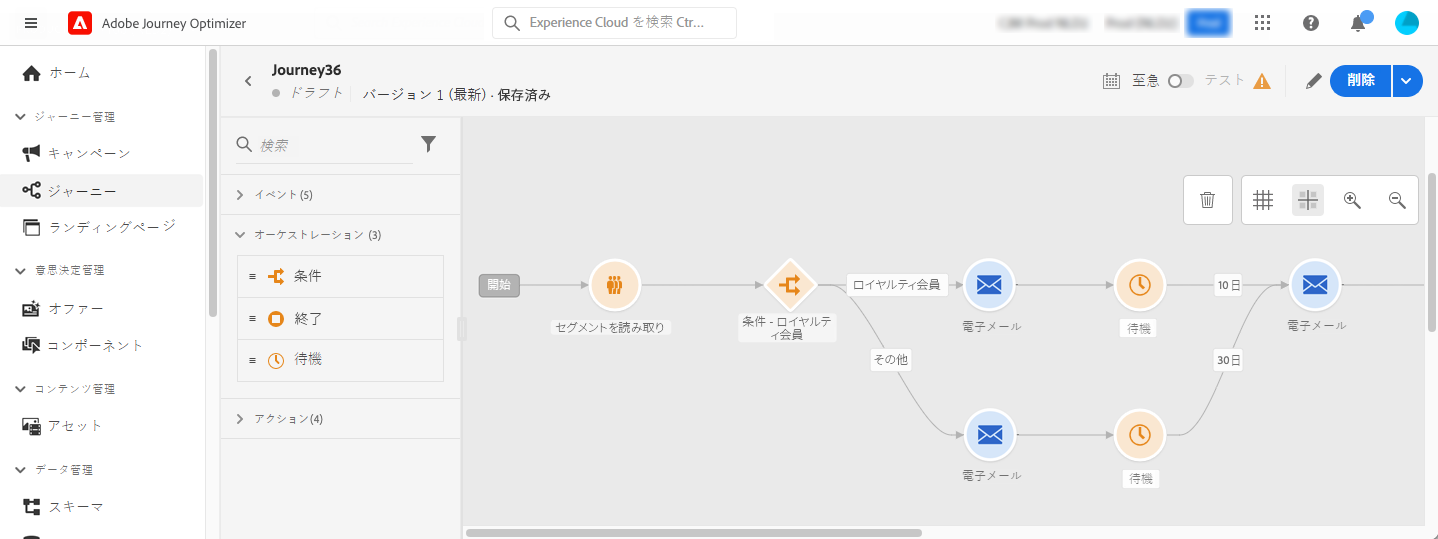 Adobe Journey Optimizer
Experience Cloud を検索 Ctr...
ホーム
ジャーニー管理
キャンペーン
ジャーニー
ランディングページ
意思決定管理
オファー
コンポーネント
コンテンツ管理
アセット
データ管理
スキーマ
Journey36
ドラフト
バージョン 1 (最新) · 保存済み
至急
テスト
削除
検索
イベント (5)
オーケストレーション (3)
条件
終了
待機
アクション(4)
開始
セグメントを読み取り
条件 - ロイヤルテ
ィ会員
ロイヤルティ会員
その他
電子メール
待機
10日
電子メール
30日
電子メール
待機